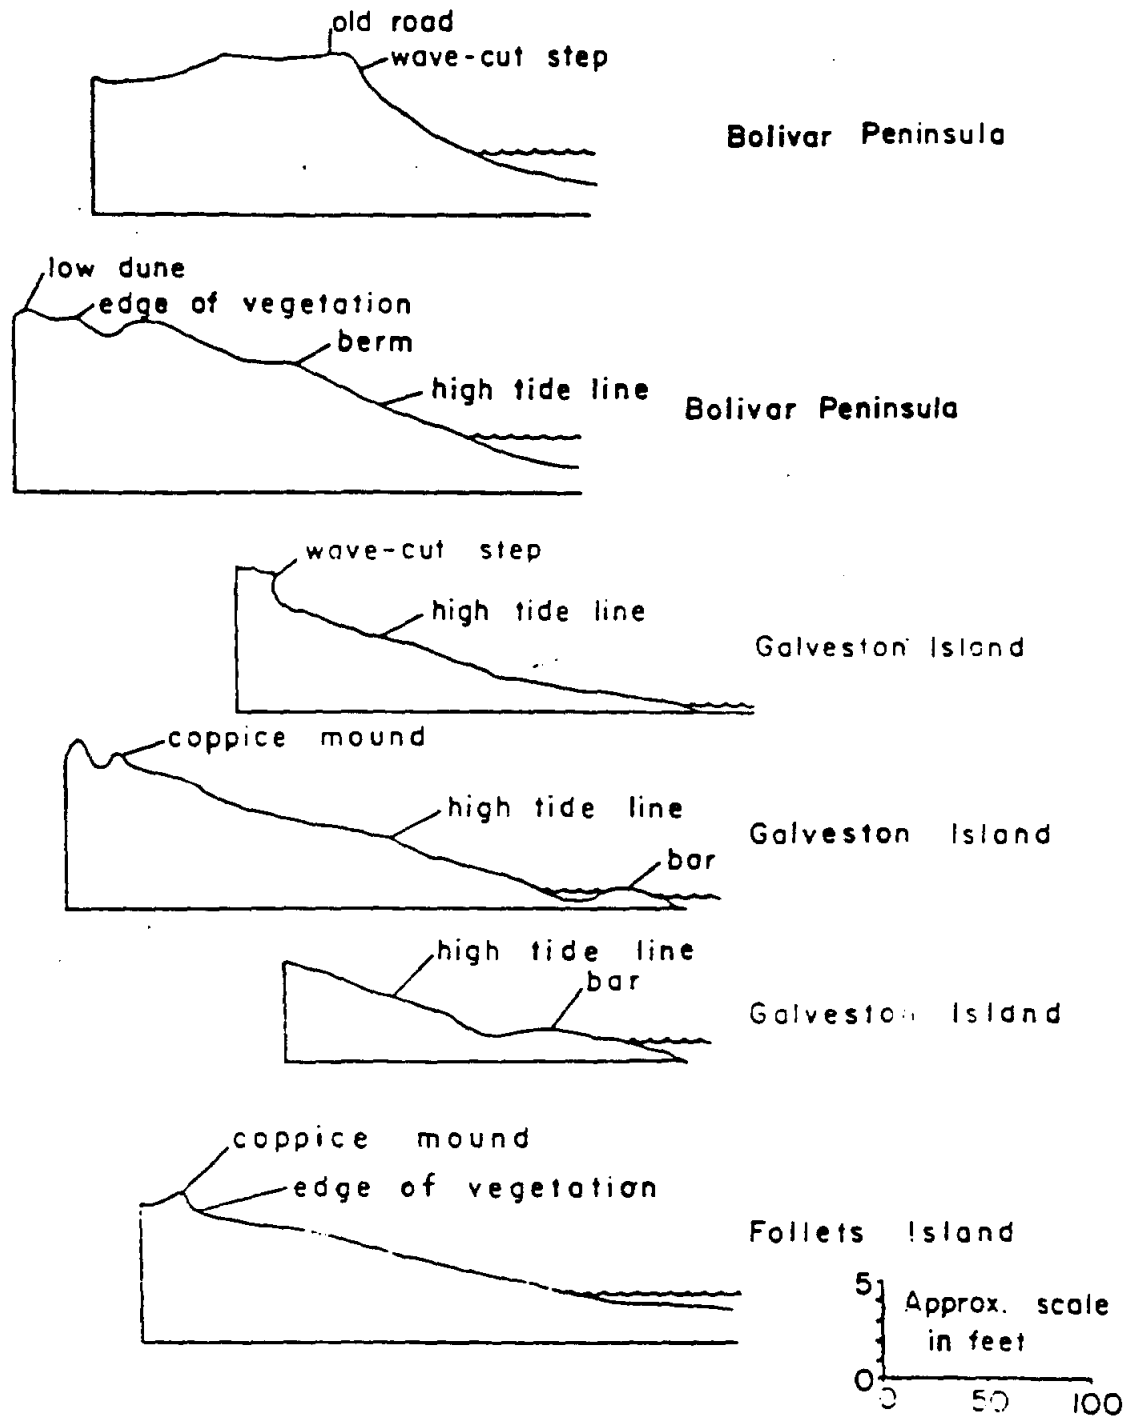 old road
wave-cut step
Bolivar Peninsula
low dune
edge of vegetation
berm
high tide line
Bolivar Peninsula
wave-cut step
high tide line
Galveston Island
coppice mound
high tide line
Galveston Island
bar
high tide line
bar
Galveston Island
coppice mound
edge of vegetation
Follets Island
5
Approx. scale
in feet
0
0 50 100